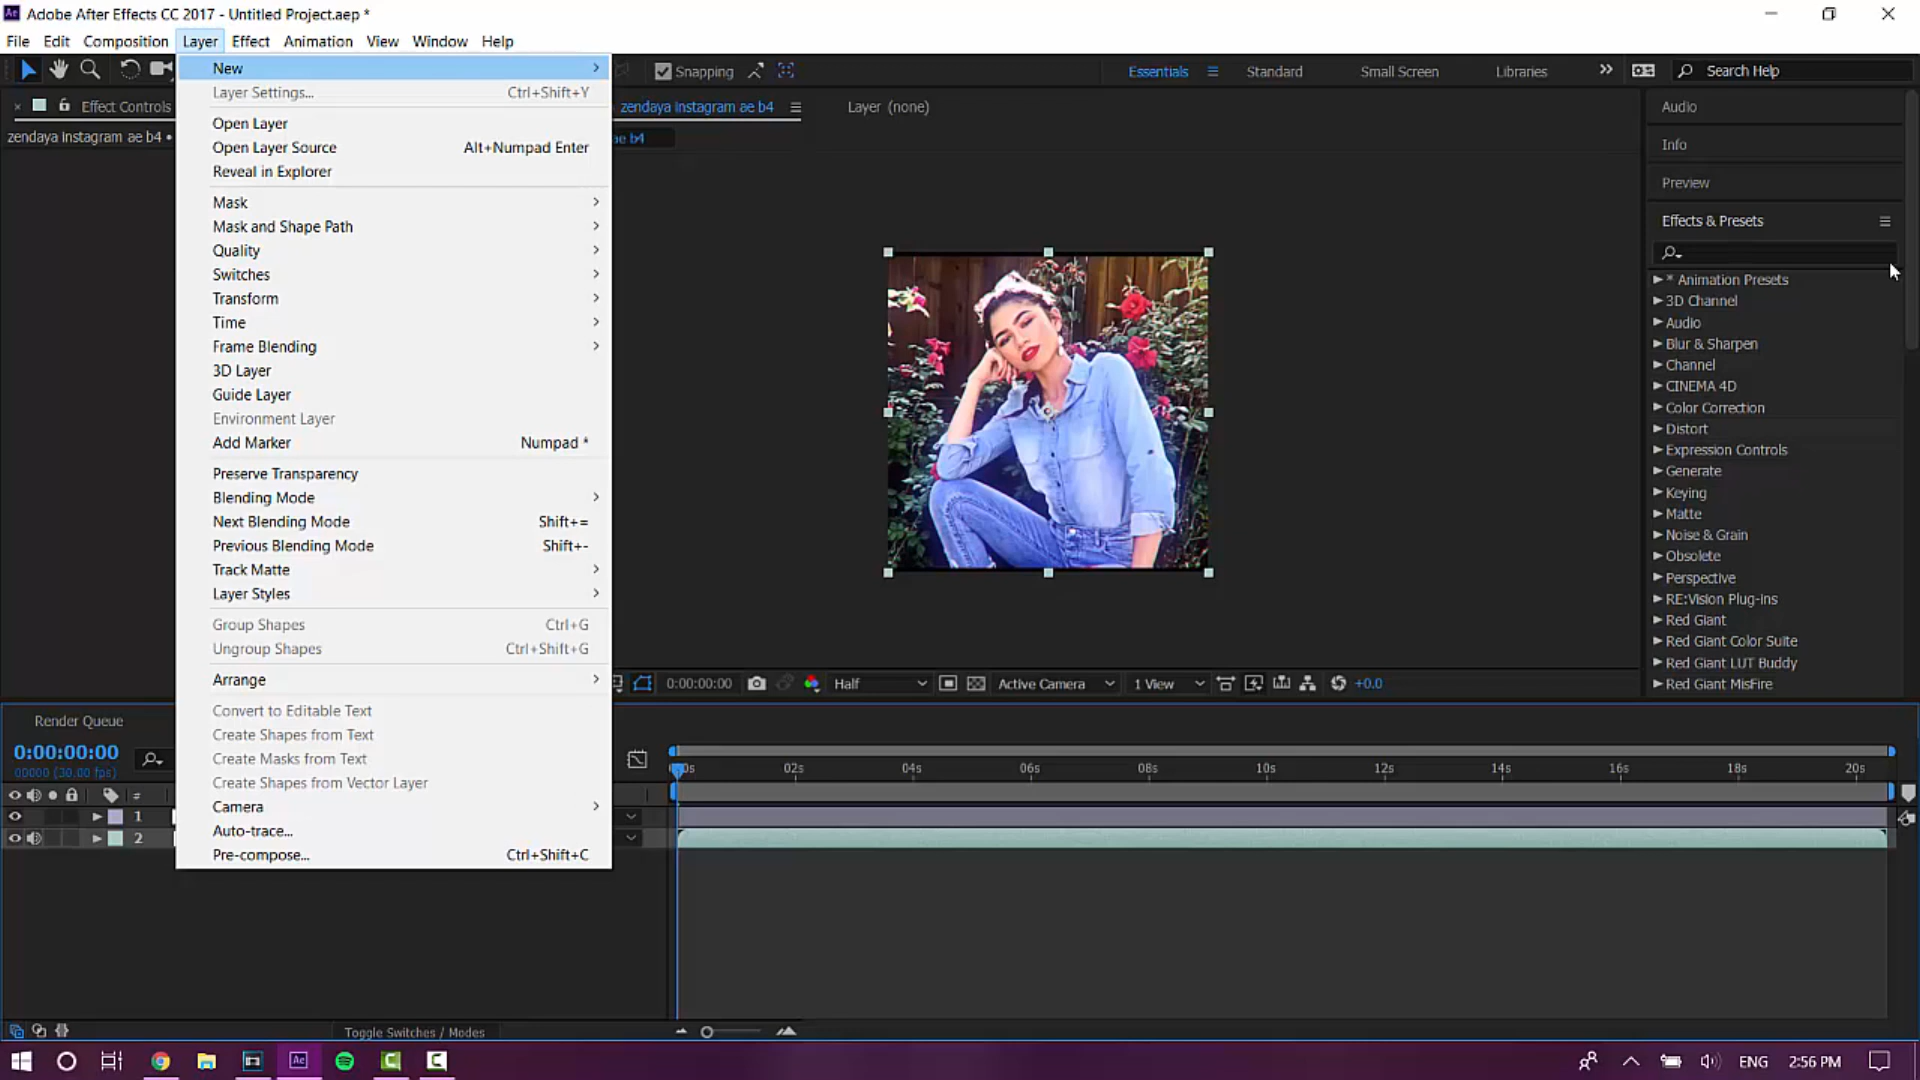 Adobe After Effects CC 2017 - Untitled Project.aep *
File Edit Composition Layer Effect Animation View Window Help
Snapping
Essentials Standard Small Screen Libraries Search Help
New
Layer Settings... Ctrl+Shift+Y
Open Layer
Open Layer Source Alt+Numpad Enter
Reveal in Explorer
Mask
Mask and Shape Path
Quality
Switches
Transform
Time
Frame Blending
3D Layer
Guide Layer
Environment Layer
Add Marker Numpad *
Preserve Transparency
Blending Mode
Next Blending Mode Shift+=
Previous Blending Mode Shift+-
Track Matte
Layer Styles
Group Shapes Ctrl+G
Ungroup Shapes Ctrl+Shift+G
Arrange
Convert to Editable Text
Create Shapes from Text
Create Masks from Text
Create Shapes from Vector Layer
Camera
Auto-trace...
Pre-compose... Ctrl+Shift+C
Effect Controls
zendaya instagram ae b4 •
zendaya instagram ae b4 Layer (none)
ae b4
Audio
Info
Preview
Effects & Presets
* Animation Presets
3D Channel
Audio
Blur & Sharpen
Channel
CINEMA 4D
Color Correction
Distort
Expression Controls
Generate
Keying
Matte
Noise & Grain
Obsolete
Perspective
RE:Vision Plug-ins
Red Giant
Red Giant Color Suite
Red Giant LUT Buddy
Red Giant MisFire
0:00:00:00 Half Active Camera 1 View +0.0
Render Queue
0:00:00:00
00000 (30.00 fps)
02s 04s 06s 08s 10s 12s 14s 16s 18s 20s
#
1
2
Toggle Switches / Modes
Ae
ENG 2:56 PM